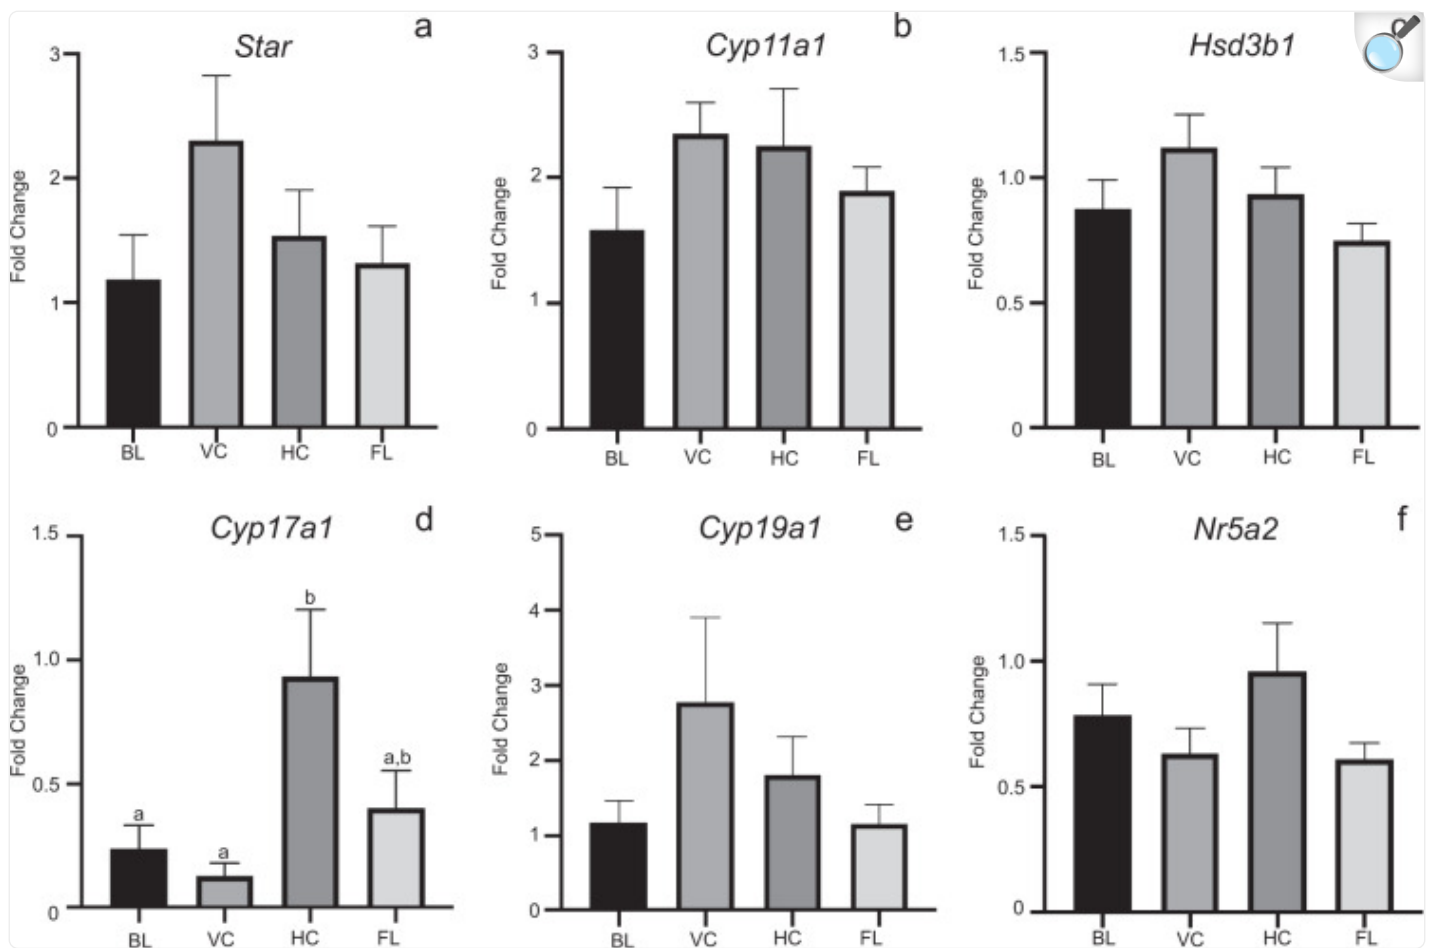 a
Star
3
2
1
0
Fold Change
BL VC HC FL
b
Cyp11a1
3
2
1
0
Fold Change
BL VC HC FL
Hsd3b1
1.5
1.0
0.5
0
Fold Change
BL VC HC FL
d
Cyp17a1
1.5
1.0
0.5
0
Fold Change
a a b a,b
BL VC HC FL
e
Cyp19a1
5
4
3
2
1
0
Fold Change
BL VC HC FL
f
Nr5a2
1.5
1.0
0.5
0
Fold Change
BL VC HC FL